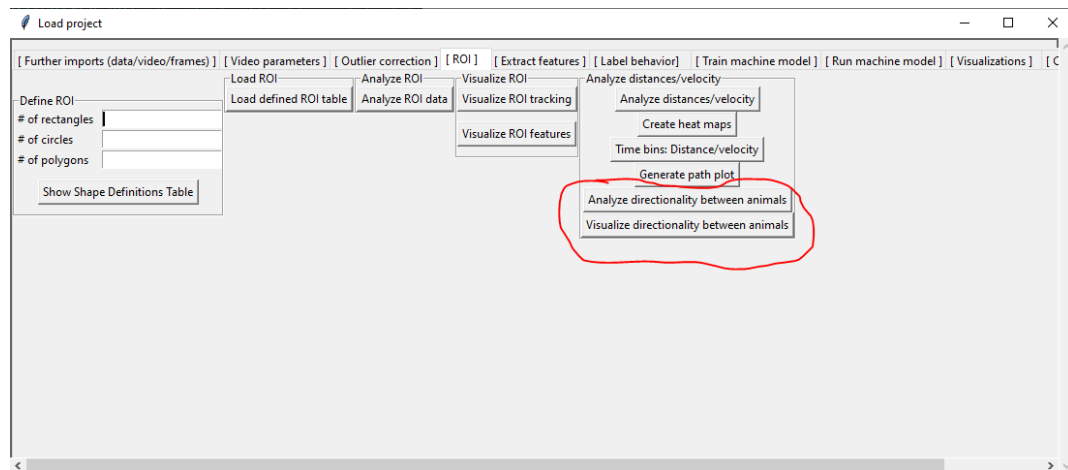 Load project
[ Further imports (data/video/frames) ] [ Video parameters ] [ Outlier correction ] [ ROI ] [ Extract features ] [ Label behavior] [ Train machine model ] [ Run machine model ] [ Visualizations ] [
Define ROI
# of rectangles
# of circles
# of polygons
Show Shape Definitions Table
Load ROI
Load defined ROI table
Analyze ROI
Analyze ROI data
Visualize ROI
Visualize ROI tracking
Visualize ROI features
Analyze distances/velocity
Analyze distances/velocity
Create heat maps
Time bins: Distance/velocity
Generate path plot
Analyze directionality between animals
Visualize directionality between animals